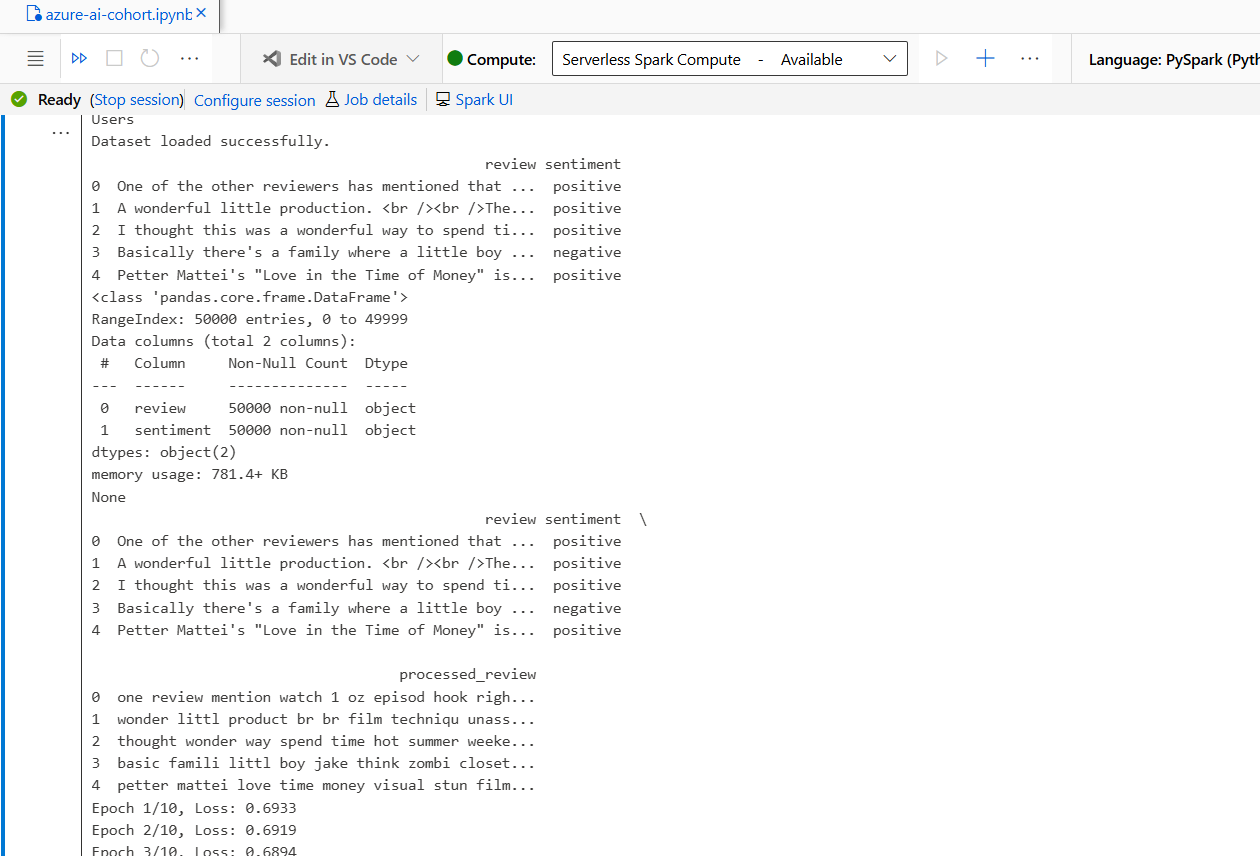 azure-ai-cohort.ipynb
Edit in VS Code
Compute:
Serverless Spark Compute - Available
Language: PySpark (Pyth
Ready (Stop session) Configure session Job details Spark UI
Users
Dataset loaded successfully.
review sentiment
0 One of the other reviewers has mentioned that ... positive
1 A wonderful little production. <br /><br />The... positive
2 I thought this was a wonderful way to spend ti... positive
3 Basically there's a family where a little boy ... negative
4 Petter Mattei's "Love in the Time of Money" is... positive
<class 'pandas.core.frame.DataFrame'>
RangeIndex: 50000 entries, 0 to 49999
Data columns (total 2 columns):
# Column Non-Null Count Dtype
--- ------ -------------- -----
0 review 50000 non-null object
1 sentiment 50000 non-null object
dtypes: object(2)
memory usage: 781.4+ KB
None
review sentiment \
0 One of the other reviewers has mentioned that ... positive
1 A wonderful little production. <br /><br />The... positive
2 I thought this was a wonderful way to spend ti... positive
3 Basically there's a family where a little boy ... negative
4 Petter Mattei's "Love in the Time of Money" is... positive
processed_review
0 one review mention watch 1 oz episod hook righ...
1 wonder littl product br br film techniqu unass...
2 thought wonder way spend time hot summer weeke...
3 basic famili littl boy jake think zombi closet...
4 petter mattei love time money visual stun film...
Epoch 1/10, Loss: 0.6933
Epoch 2/10, Loss: 0.6919
Epoch 3/10, Loss: 0.6894